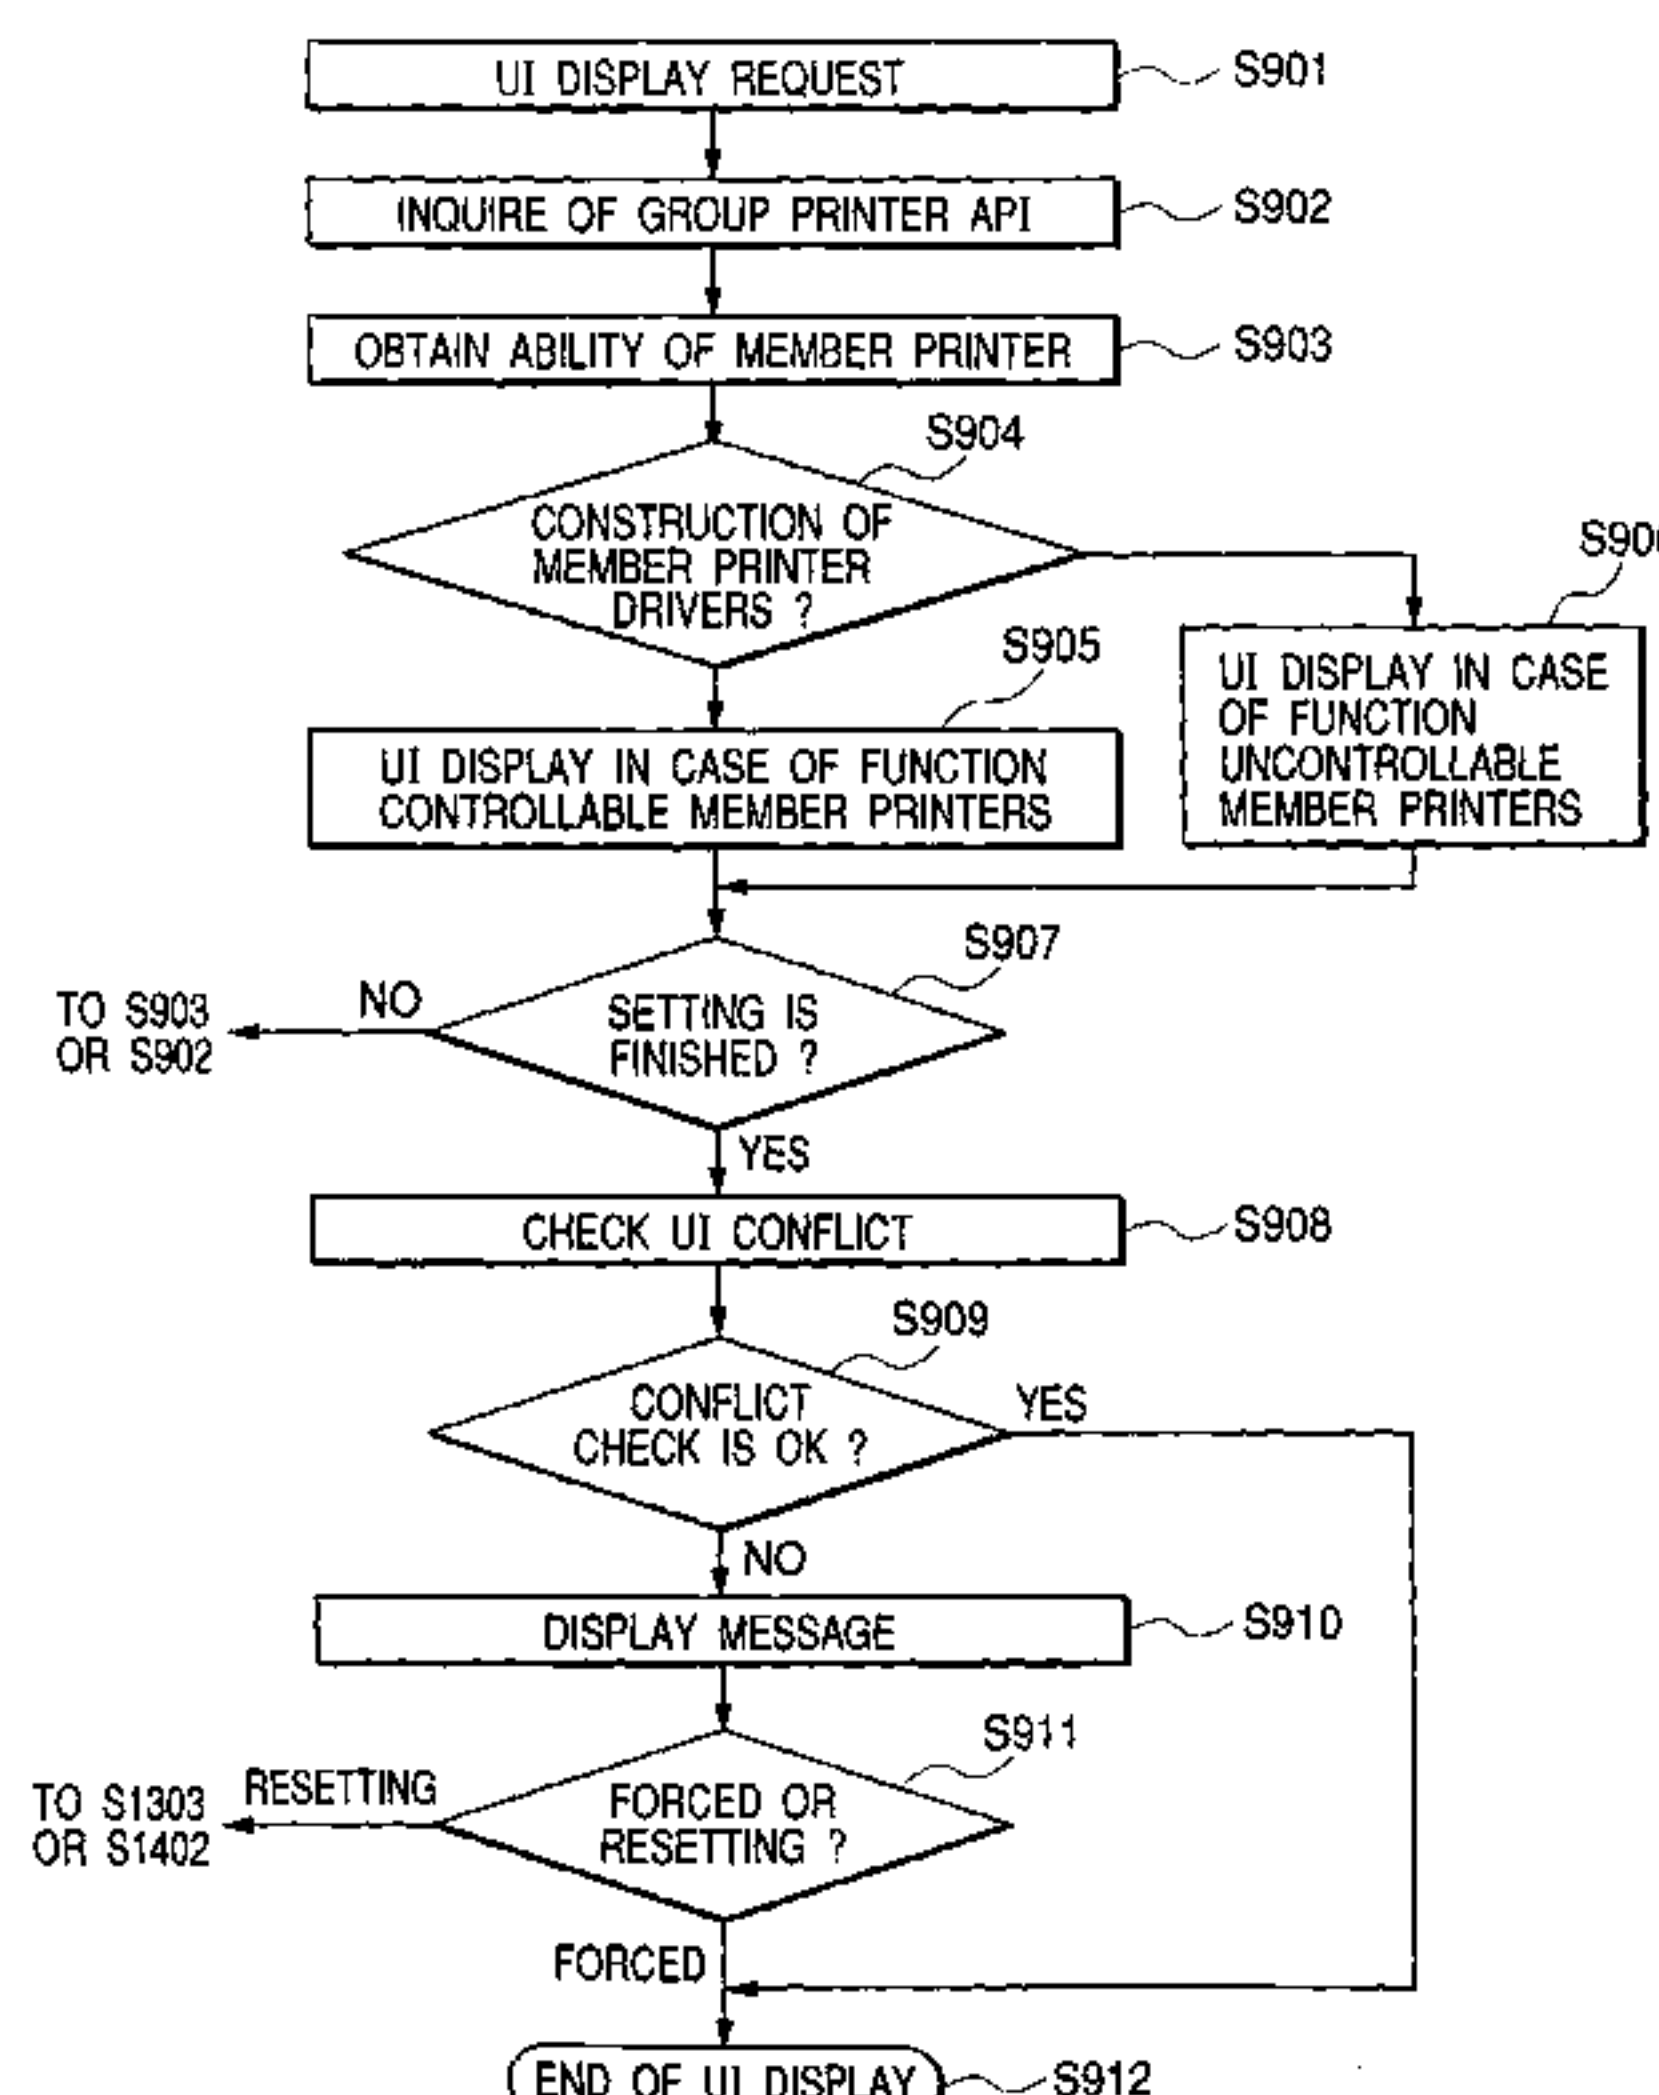 UI DISPLAY REQUEST
S901
INQUIRE OF GROUP PRINTER API
S902
OBTAIN ABILITY OF MEMBER PRINTER
S903
S904
CONSTRUCTION OF
MEMBER PRINTER
DRIVERS ?
S905
UI DISPLAY IN CASE OF FUNCTION
CONTROLLABLE MEMBER PRINTERS
UI DISPLAY IN CASE
OF FUNCTION
UNCONTROLLABLE
MEMBER PRINTERS
S907
SETTING IS
FINISHED ?
NO
TO S903
OR S902
YES
CHECK UI CONFLICT
S908
S909
CONFLICT
CHECK IS OK ?
YES
NO
DISPLAY MESSAGE
S910
S911
FORCED OR
RESETTING ?
RESETTING
TO S1303
OR S1402
FORCED
END OF UI DISPLAY
S912